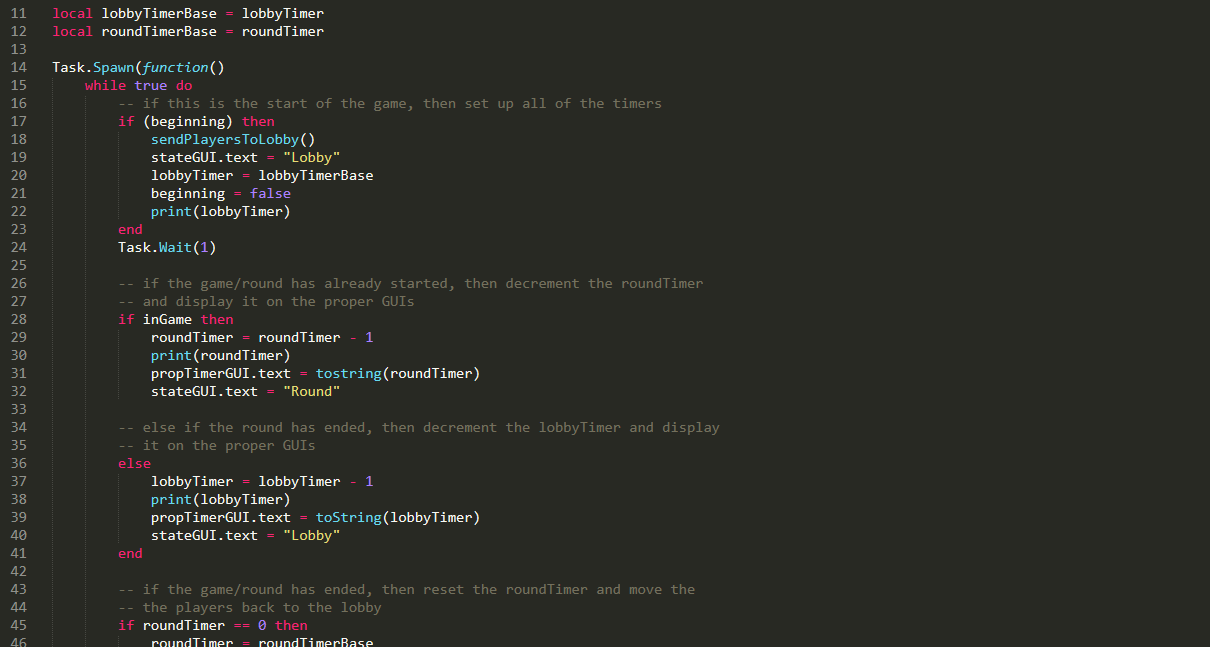 11 local lobbyTimerBase = lobbyTimer
12 local roundTimerBase = roundTimer
13
14 Task.Spawn(function()
15     while true do
16         -- if this is the start of the game, then set up all of the timers
17         if (beginning) then
18             sendPlayersToLobby()
19             stateGUI.text = "Lobby"
20             lobbyTimer = lobbyTimerBase
21             beginning = false
22             print(lobbyTimer)
23         end
24         Task.Wait(1)
25
26         -- if the game/round has already started, then decrement the roundTimer
27         -- and display it on the proper GUIs
28         if inGame then
29             roundTimer = roundTimer - 1
30             print(roundTimer)
31             propTimerGUI.text = tostring(roundTimer)
32             stateGUI.text = "Round"
33
34         -- else if the round has ended, then decrement the lobbyTimer and display
35         -- it on the proper GUIs
36         else
37             lobbyTimer = lobbyTimer - 1
38             print(lobbyTimer)
39             propTimerGUI.text = toString(lobbyTimer)
40             stateGUI.text = "Lobby"
41         end
42
43         -- if the game/round has ended, then reset the roundTimer and move the
44         -- the players back to the lobby
45         if roundTimer == 0 then
46             roundTimer = roundTimerBase